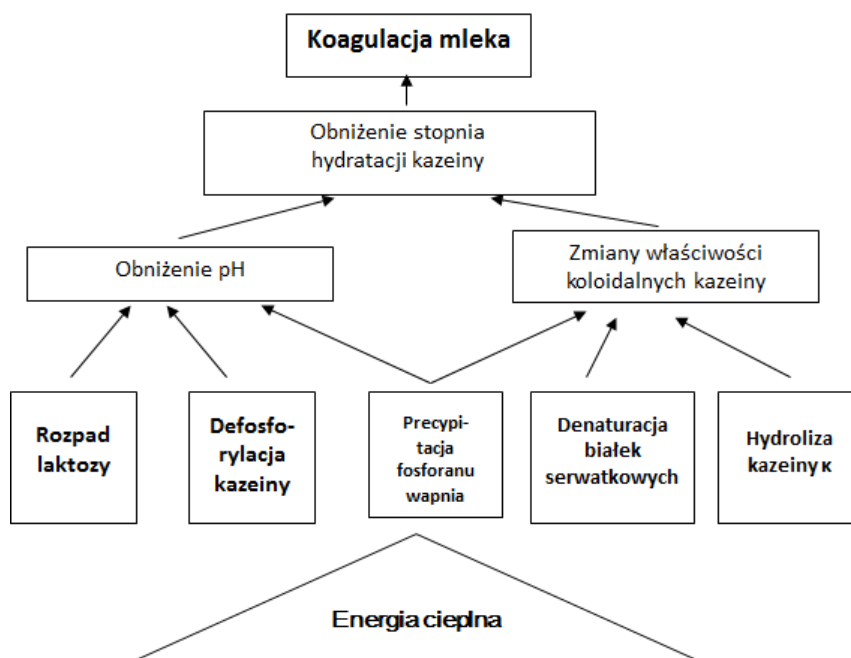 Koagulacja mleka
Obniżenie stopnia
hydratacji kazeiny
Obniżenie pH
Zmiany właściwości
koloidalnych kazeiny
Rozpad
laktozy
Defosfo-
rylacja
kazeiny
Precypi-
tacja
fosforanu
wapnia
Denaturacja
białek
serwatkowych
Hydroliza
kazeiny κ
Energia cieplna